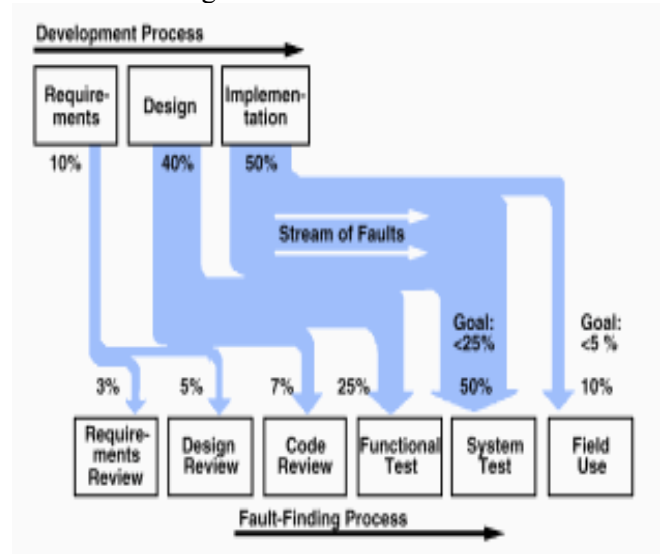 Development Process
Require-
ments
Design
Implemen-
tation
10%
40%
50%
Stream of Faults
Goal:
<25%
Goal:
<5 %
3%
5%
7%
25%
50%
10%
Require-
ments
Review
Design
Review
Code
Review
Functional
Test
System
Test
Field
Use
Fault-Finding Process